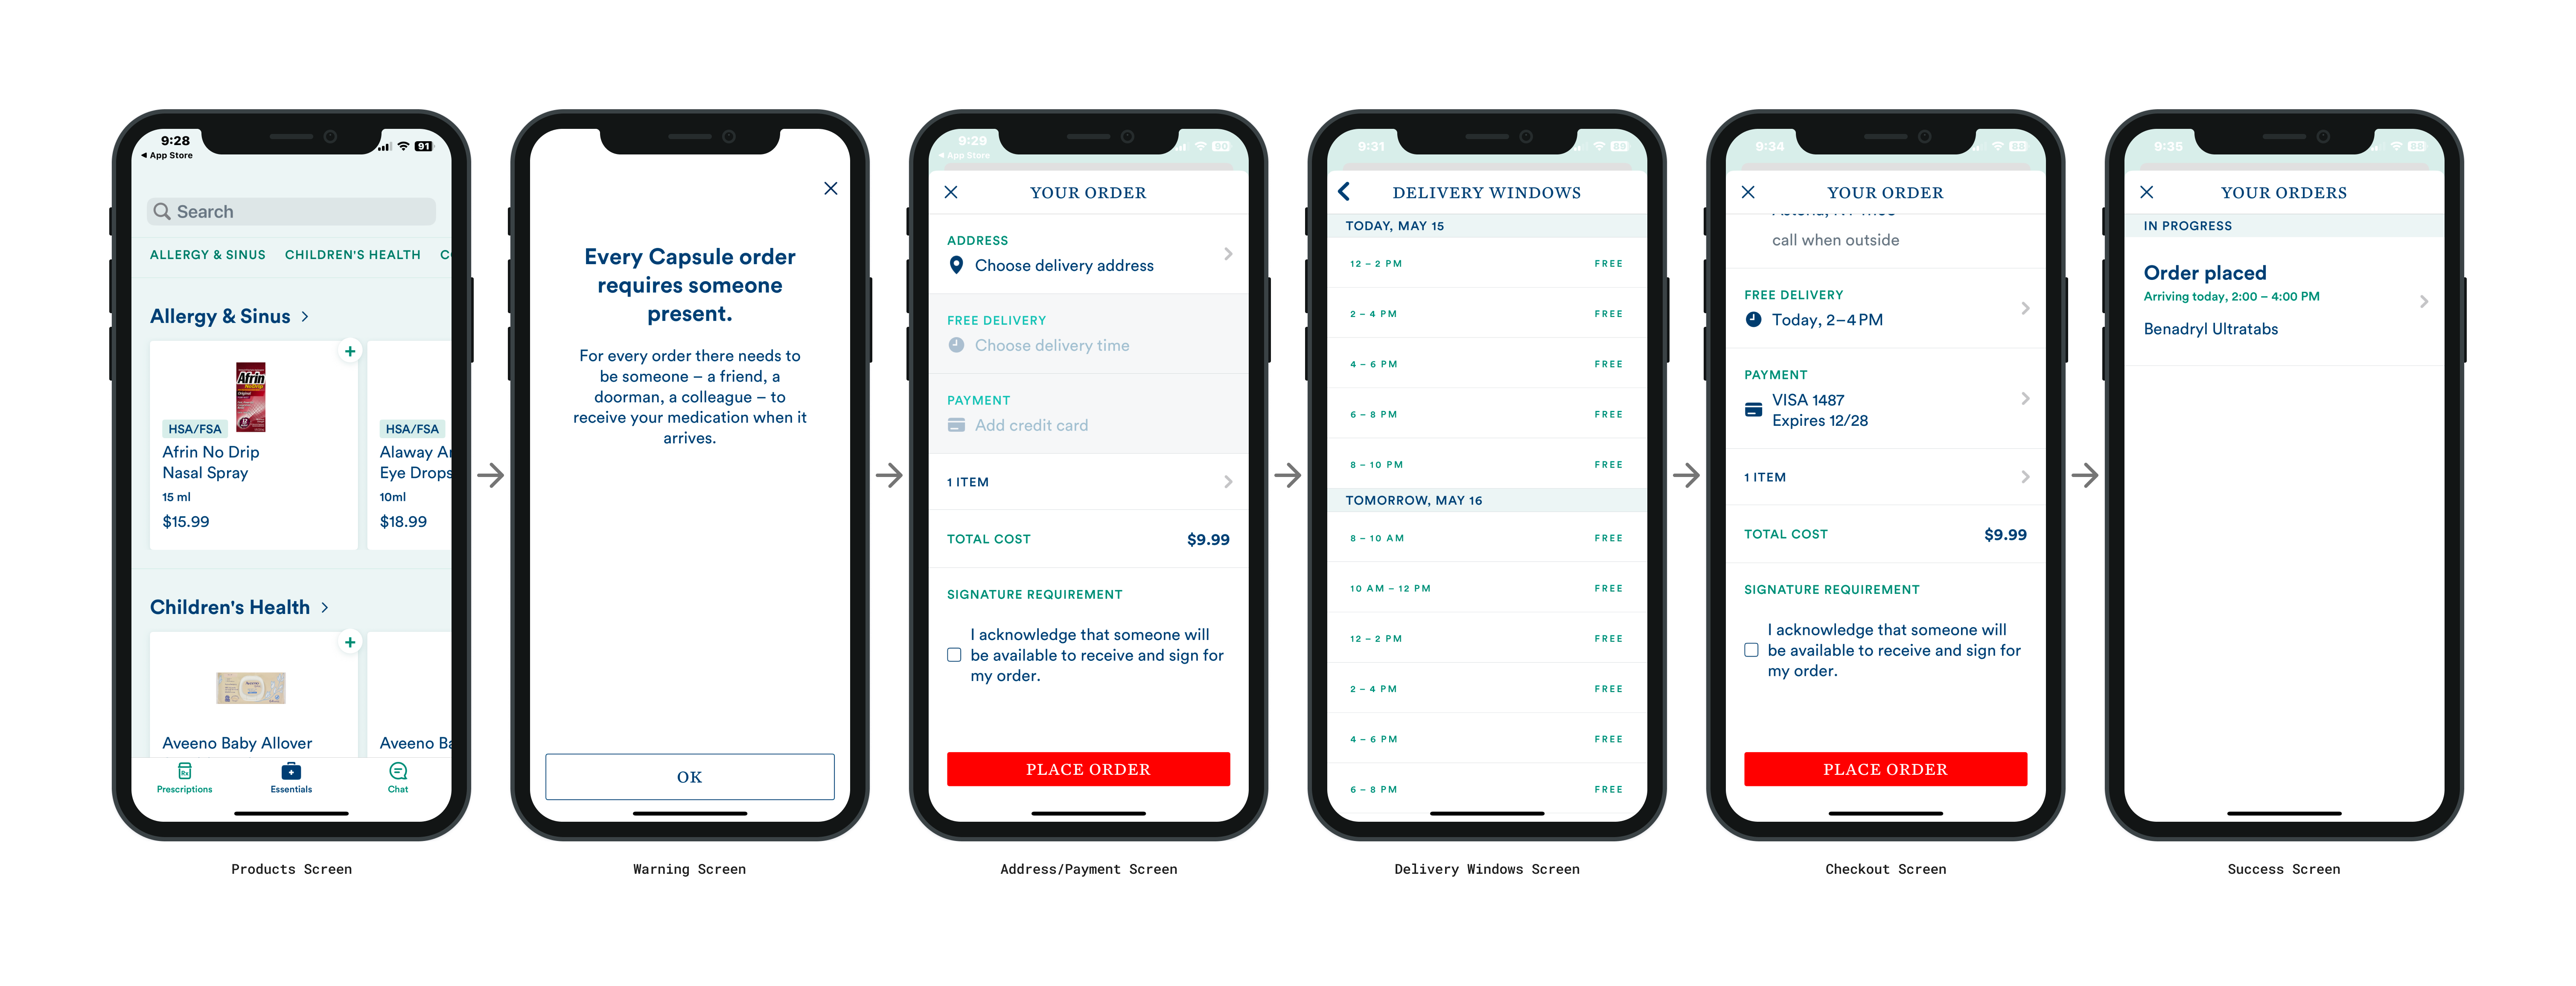 9:28
91
◀ App Store
Search
ALLERGY & SINUS CHILDREN'S HEALTH
Allergy & Sinus >
+
Afrin
HSA/FSA
Afrin No Drip
Nasal Spray
15 ml
$15.99
HSA/FSA
Alaway
Eye Drops
10ml
$18.99
Children's Health >
+
Aveeno Baby Allover
Aveeno
Rx
Prescriptions
Essentials
Chat
Products Screen
Every Capsule order
requires someone
present.
For every order there needs to
be someone – a friend, a
doorman, a colleague – to
receive your medication when it
arrives.
OK
Warning Screen
9:29
90
◀ App Store
YOUR ORDER
ADDRESS
Choose delivery address
FREE DELIVERY
Choose delivery time
PAYMENT
Add credit card
1 ITEM
TOTAL COST $9.99
SIGNATURE REQUIREMENT
I acknowledge that someone will
be available to receive and sign for
my order.
PLACE ORDER
Address/Payment Screen
9:31
89
DELIVERY WINDOWS
TODAY, MAY 15
12 – 2 PM FREE
2 – 4 PM FREE
4 – 6 PM FREE
6 – 8 PM FREE
8 – 10 PM FREE
TOMORROW, MAY 16
8 – 10 AM FREE
10 AM – 12 PM FREE
12 – 2 PM FREE
2 – 4 PM FREE
4 – 6 PM FREE
6 – 8 PM FREE
Delivery Windows Screen
9:34
88
YOUR ORDER
call when outside
FREE DELIVERY
Today, 2–4 PM
PAYMENT
VISA 1487
Expires 12/28
1 ITEM
TOTAL COST $9.99
SIGNATURE REQUIREMENT
I acknowledge that someone will
be available to receive and sign for
my order.
PLACE ORDER
Checkout Screen
9:35
88
YOUR ORDERS
IN PROGRESS
Order placed
Arriving today, 2:00 – 4:00 PM
Benadryl Ultratabs
Success Screen